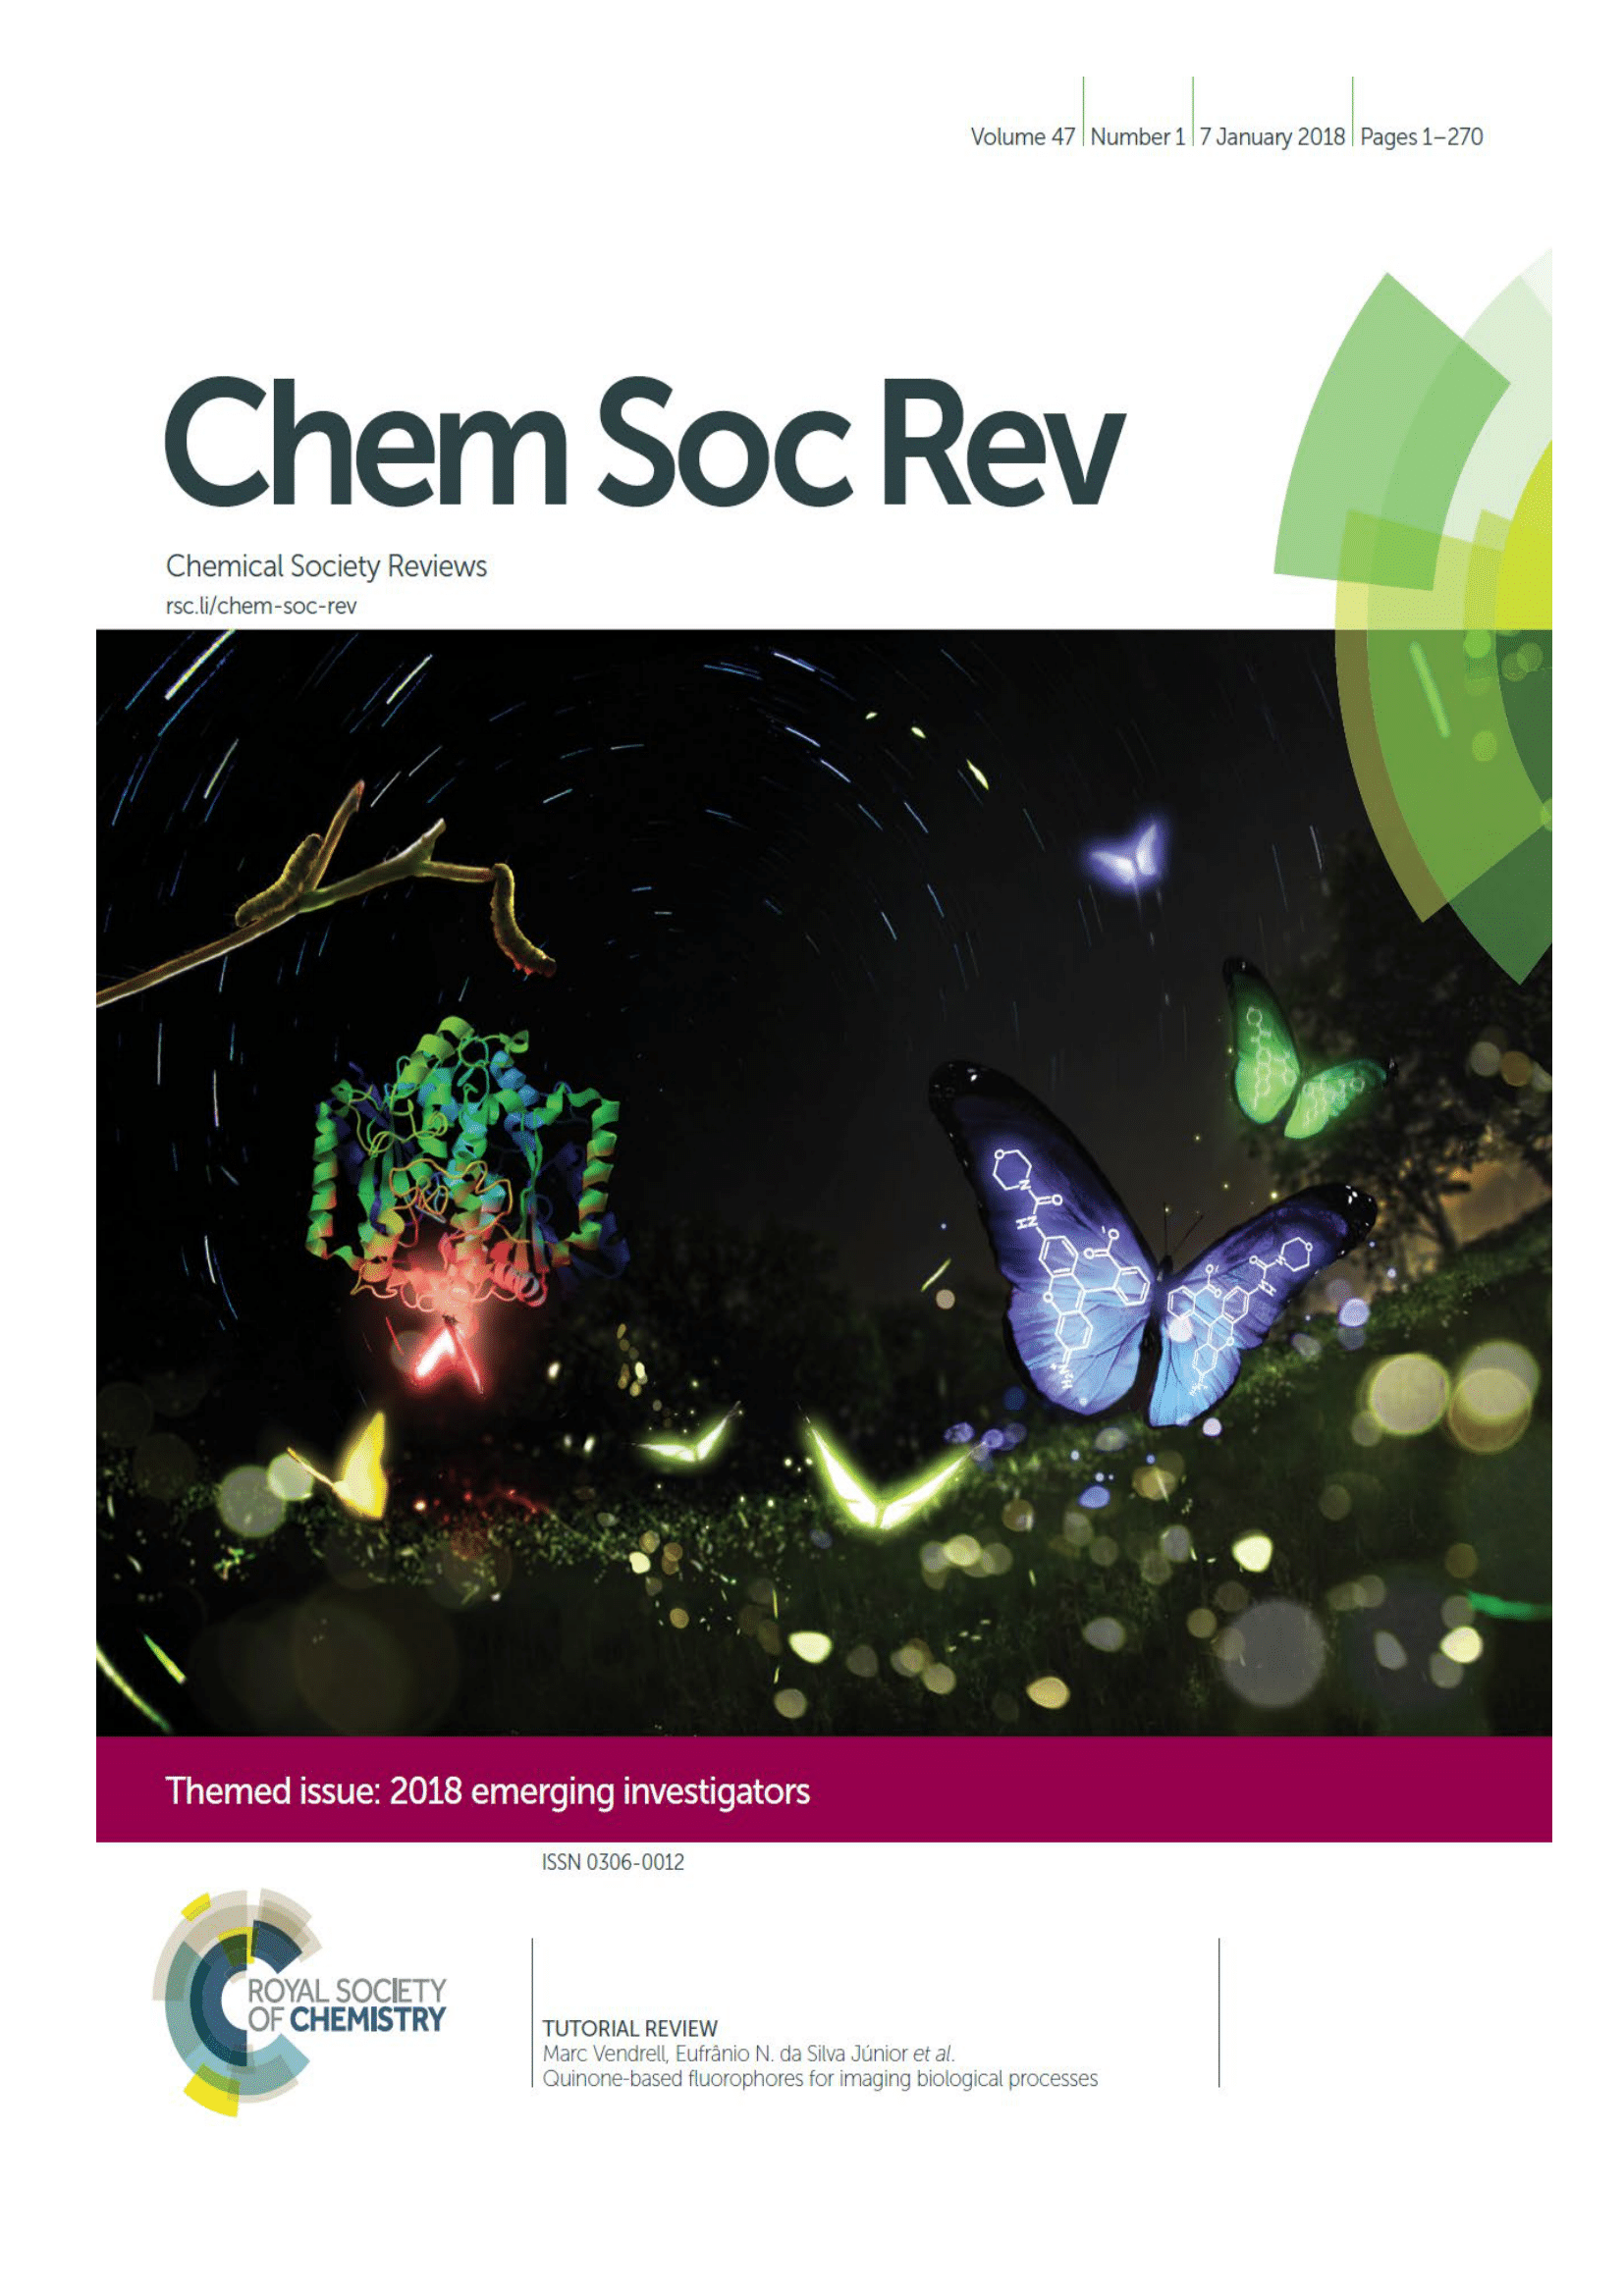 Volume 47 | Number 1 | 7 January 2018 | Pages 1–270
Chem Soc Rev
Chemical Society Reviews
rsc.li/chem-soc-rev
Themed issue: 2018 emerging investigators
ISSN 0306-0012
ROYAL SOCIETY
OF CHEMISTRY
TUTORIAL REVIEW
Marc Vendrell, Eufrânio N. da Silva Júnior et al.
Quinone-based fluorophores for imaging biological processes